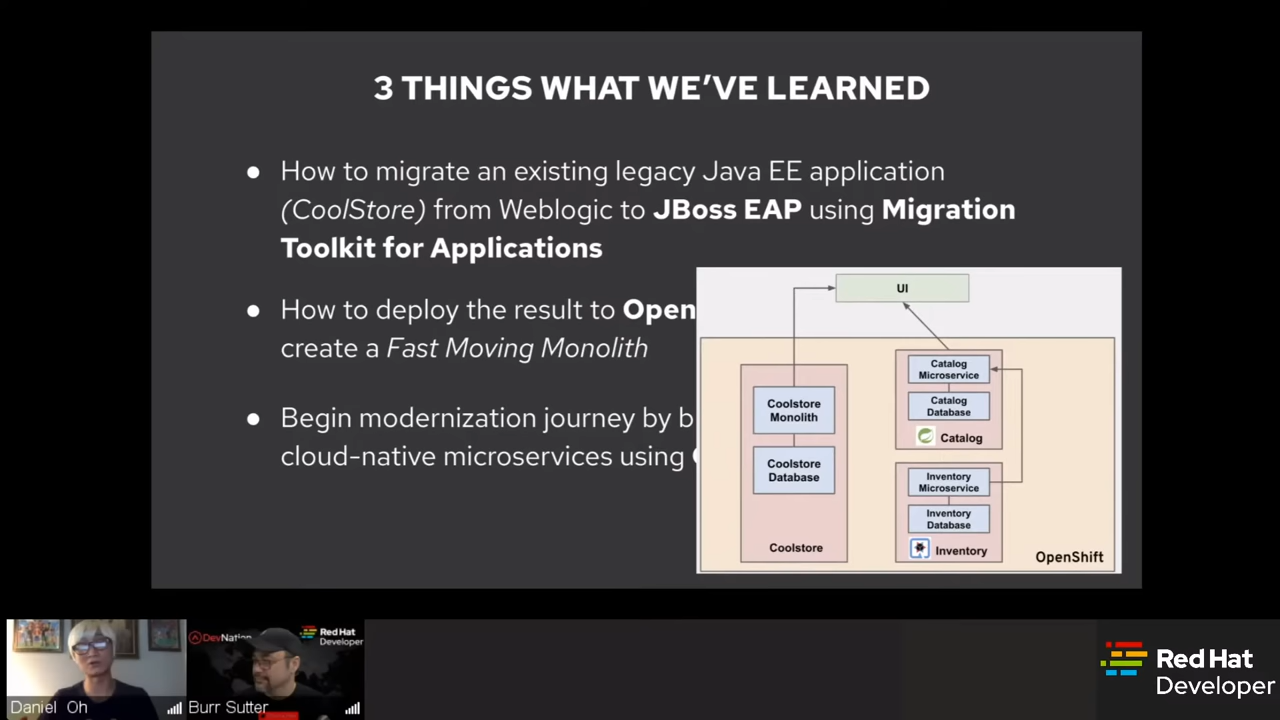 3 THINGS WHAT WE'VE LEARNED
● How to migrate an existing legacy Java EE application
(CoolStore) from Weblogic to JBoss EAP using Migration
Toolkit for Applications
● How to deploy the result to Open
create a Fast Moving Monolith
● Begin modernization journey by b
cloud-native microservices using
UI
Coolstore
Monolith
Coolstore
Database
Coolstore
Catalog
Microservice
Catalog
Database
Catalog
Inventory
Microservice
Inventory
Database
Inventory
OpenShift
DevNation
Red Hat
Developer
Daniel Oh
Burr Sutter
Red Hat
Developer